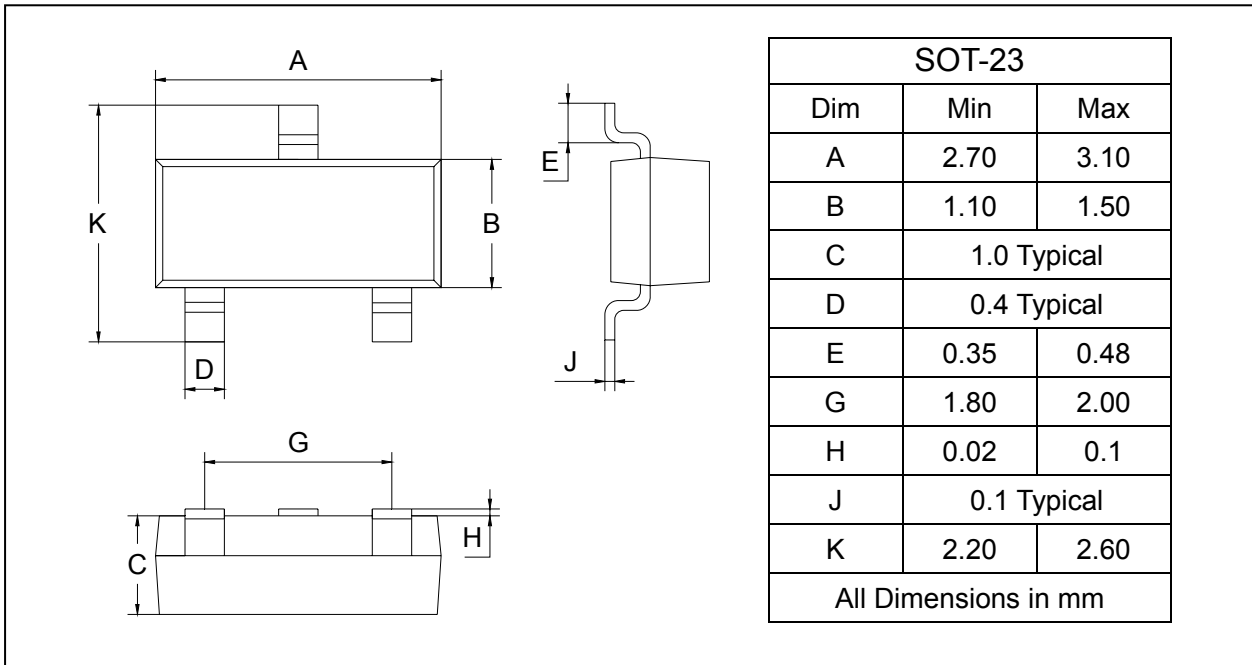 A
K
B
D
E
J
G
C
H
SOT-23
Dim Min Max
A 2.70 3.10
B 1.10 1.50
C 1.0 Typical
D 0.4 Typical
E 0.35 0.48
G 1.80 2.00
H 0.02 0.1
J 0.1 Typical
K 2.20 2.60
All Dimensions in mm